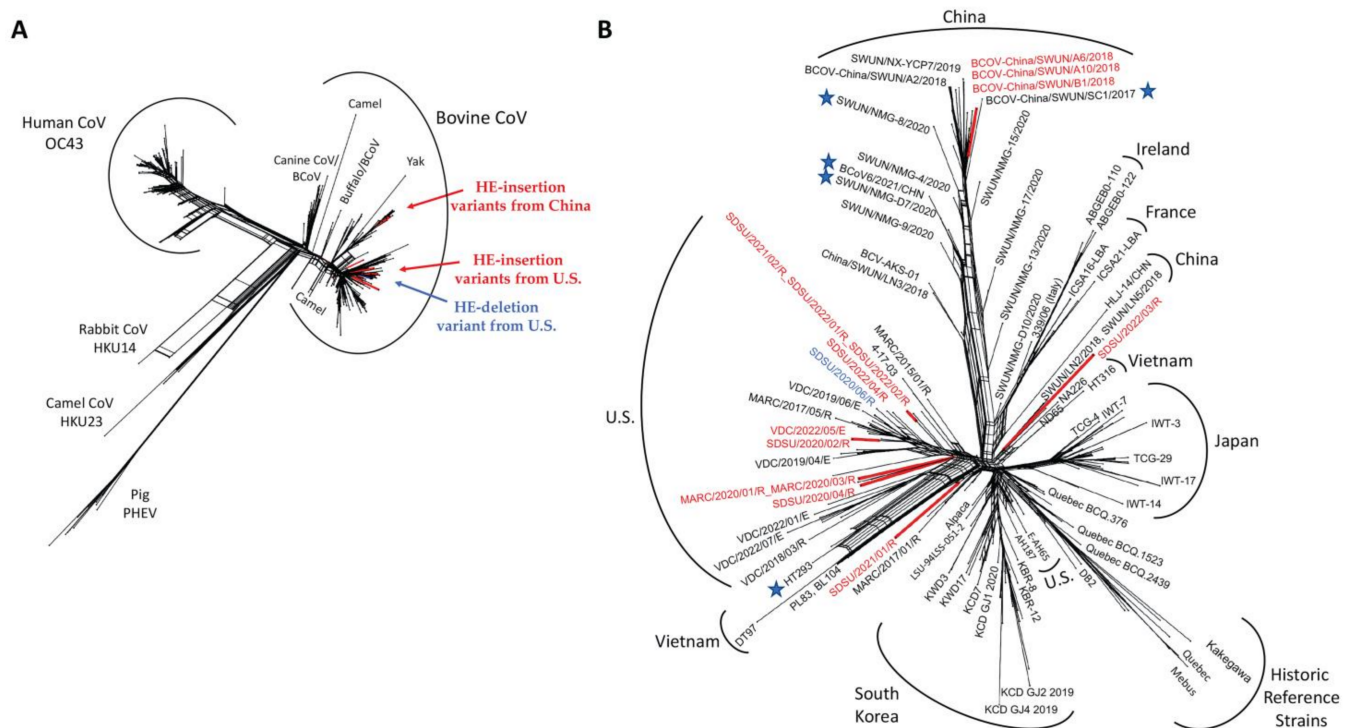 A
Human CoV
OC43
Camel
Bovine CoV
Canine CoV/
BCoV
Buffalo/BCoV
Yak
HE-insertion
variants from China
HE-insertion
variants from U.S.
HE-deletion
variant from U.S.
Camel
Rabbit CoV
HKU14
Camel CoV
HKU23
Pig
PHEV
B
China
SWUN/NX-YCP7/2019
BCOV-China/SWUN/A2/2018
BCOV-China/SWUN/A6/2018
BCOV-China/SWUN/A10/2018
BCOV-China/SWUN/B1/2018
BCOV-China/SWUN/SC1/2017
SWUN/NMG-8/2020
SWUN/NMG-15/2020
SWUN/NMG-4/2020
BCoV6/2021/CHN
SWUN/NMG-D7/2020
SWUN/NMG-17/2020
SWUN/NMG-9/2020
BCV-AKS-01
China/SWUN/LN3/2018
SWUN/NMG-13/2020
SWUN/NMG-D10/2020
339/06 (Italy)
ABGEB0-110
ABGEB0-122
Ireland
ICSA16-LBA
ICSA21-LBA
France
HLJ-14/CHN
SWUN/LN2/2018, SWUN/LN5/2018
China
SDSU/2022/03/R
ND65
NA226
HT316
Vietnam
U.S.
SDSU/2021/02/R_SDSU/2022/01/R_SDSU/2022/02/R
SDSU/2022/04/R
SDSU/2020/06/R
MARC/2015/01/R
4-17-03
VDC/2019/06/E
MARC/2017/05/R
VDC/2022/05/E
SDSU/2020/02/R
VDC/2019/04/E
MARC/2020/01/R_MARC/2020/03/R
SDSU/2020/04/R
VDC/2022/01/E
VDC/2022/07/E
VDC/2018/03/R
HT293
PL83, BL104
DT97
Vietnam
SDSU/2021/01/R
MARC/2017/01/R
LSU-94LSS-051-2
Alpaca
KWD3
KWD17
KCD7
KCD GJ1 2020
KBR-8
KBR-12
KCD GJ2 2019
KCD GJ4 2019
South
Korea
AH187
E-AH65
U.S.
DB2
TCG-4
IWT-7
IWT-3
TCG-29
IWT-17
IWT-14
Japan
Quebec BCQ.376
Quebec BCQ.1523
Quebec BCQ.2439
Kakegawa
Quebec
Mebus
Historic
Reference
Strains